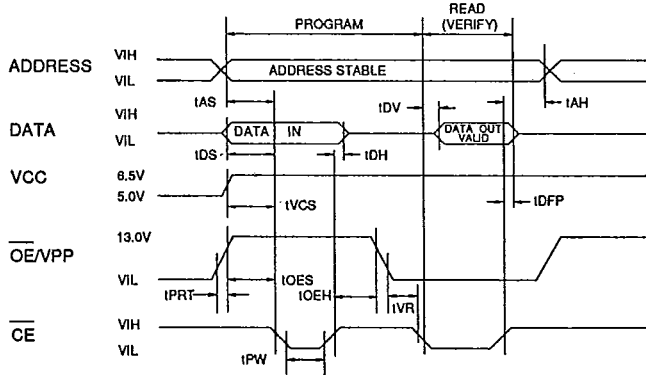 READ
PROGRAM (VERIFY)
VIH
ADDRESS ADDRESS STABLE
VIL
tAS tDV tAH
VIH
DATA DATA IN DATA OUT VALID
VIL
tDS tDH
6.5V
VCC
5.0V tVCS tDFP
13.0V
OE/VPP
VIL tOES
tPRT tOEH tVR
VIH
CE
VIL tPW